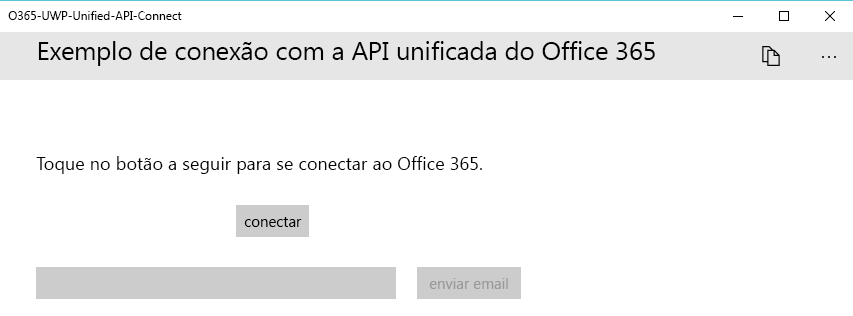 O365-UWP-Unified-API-Connect
Exemplo de conexão com a API unificada do Office 365
Toque no botão a seguir para se conectar ao Office 365.
conectar
enviar email